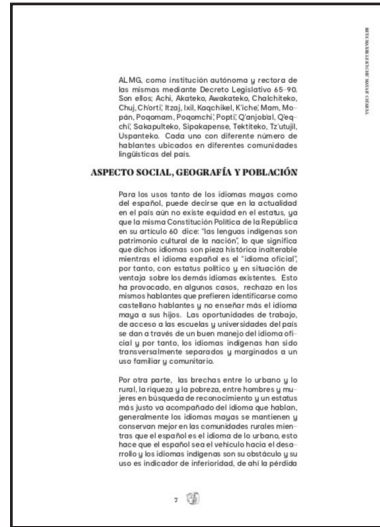 ALMG, como institución autónoma y rectora de
las mismas mediante Decreto Legislativo 65-90.
Son ellos; Achi, Akateko, Awakateko, Chalchiteko,
Chuj, Ch'orti', Itzaj, Ixil, Kaqchikel, K'iche', Mam, Mo-
pán, Poqomam, Poqomchi', Popti', Q'anjob'al, Q'eq-
chi', Sakapulteko, Sipakapense, Tektiteko, Tz'utujil,
Uspanteko. Cada uno con diferente número de
hablantes ubicados en diferentes comunidades
lingüísticas del país.
ASPECTO SOCIAL, GEOGRAFÍA Y POBLACIÓN
Para los usos tanto de los idiomas mayas como
del español, puede decirse que en la actualidad
en el país aún no existe equidad en el estatus, ya
que la misma Constitución Política de la República
en su artículo 60 dice: "las lenguas indígenas son
patrimonio cultural de la nación", lo que significa
que dichos idiomas son pieza histórica inalterable
mientras el idioma español es el "idioma oficial",
por tanto, con estatus político y en situación de
ventaja sobre los demás idiomas existentes. Esto
ha provocado, en algunos casos, rechazo en los
mismos hablantes que prefieren identificarse como
castellano hablantes y no enseñar más el idioma
maya a sus hijos. Las oportunidades de trabajo,
de acceso a las escuelas y universidades del país
se dan a través de un buen manejo del idioma ofi-
cial y por tanto, los idiomas indígenas han sido
transversalmente separados y marginados a un
uso familiar y comunitario.
Por otra parte, las brechas entre lo urbano y lo
rural, la riqueza y la pobreza, entre hombres y mu-
jeres en búsqueda de reconocimiento y un estatus
más justo va acompañado del idioma que hablan,
generalmente los idiomas mayas se mantienen y
conservan mejor en las comunidades rurales mien-
tras que el español es el idioma de lo urbano, esto
hace que el español sea el vehículo hacia el desa-
rrollo y los idiomas indígenas son su obstáculo y su
uso es indicador de inferioridad, de ahí la pérdida
7